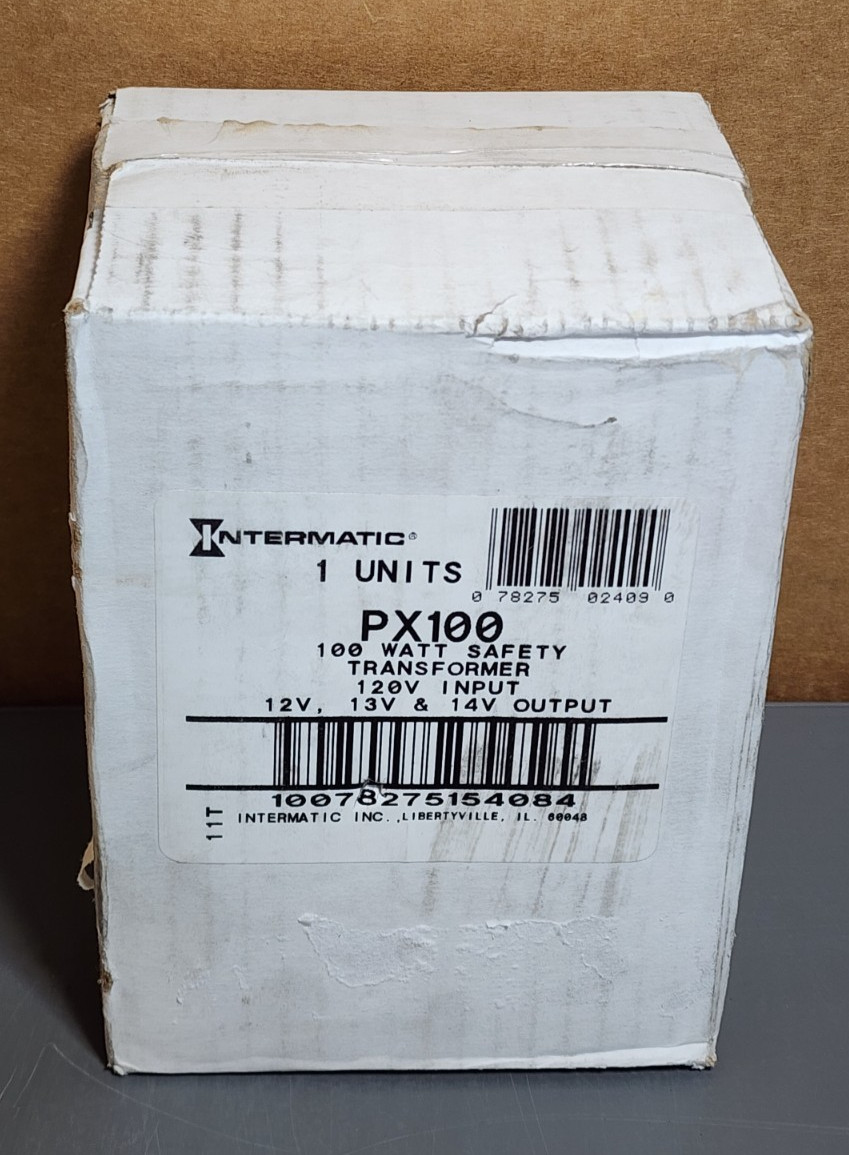 INTERMATIC®
1 UNITS
0 78275 02409 0
PX100
100 WATT SAFETY
TRANSFORMER
120V INPUT
12V, 13V & 14V OUTPUT
10078275154084
11T
INTERMATIC INC., LIBERTYVILLE, IL. 60048